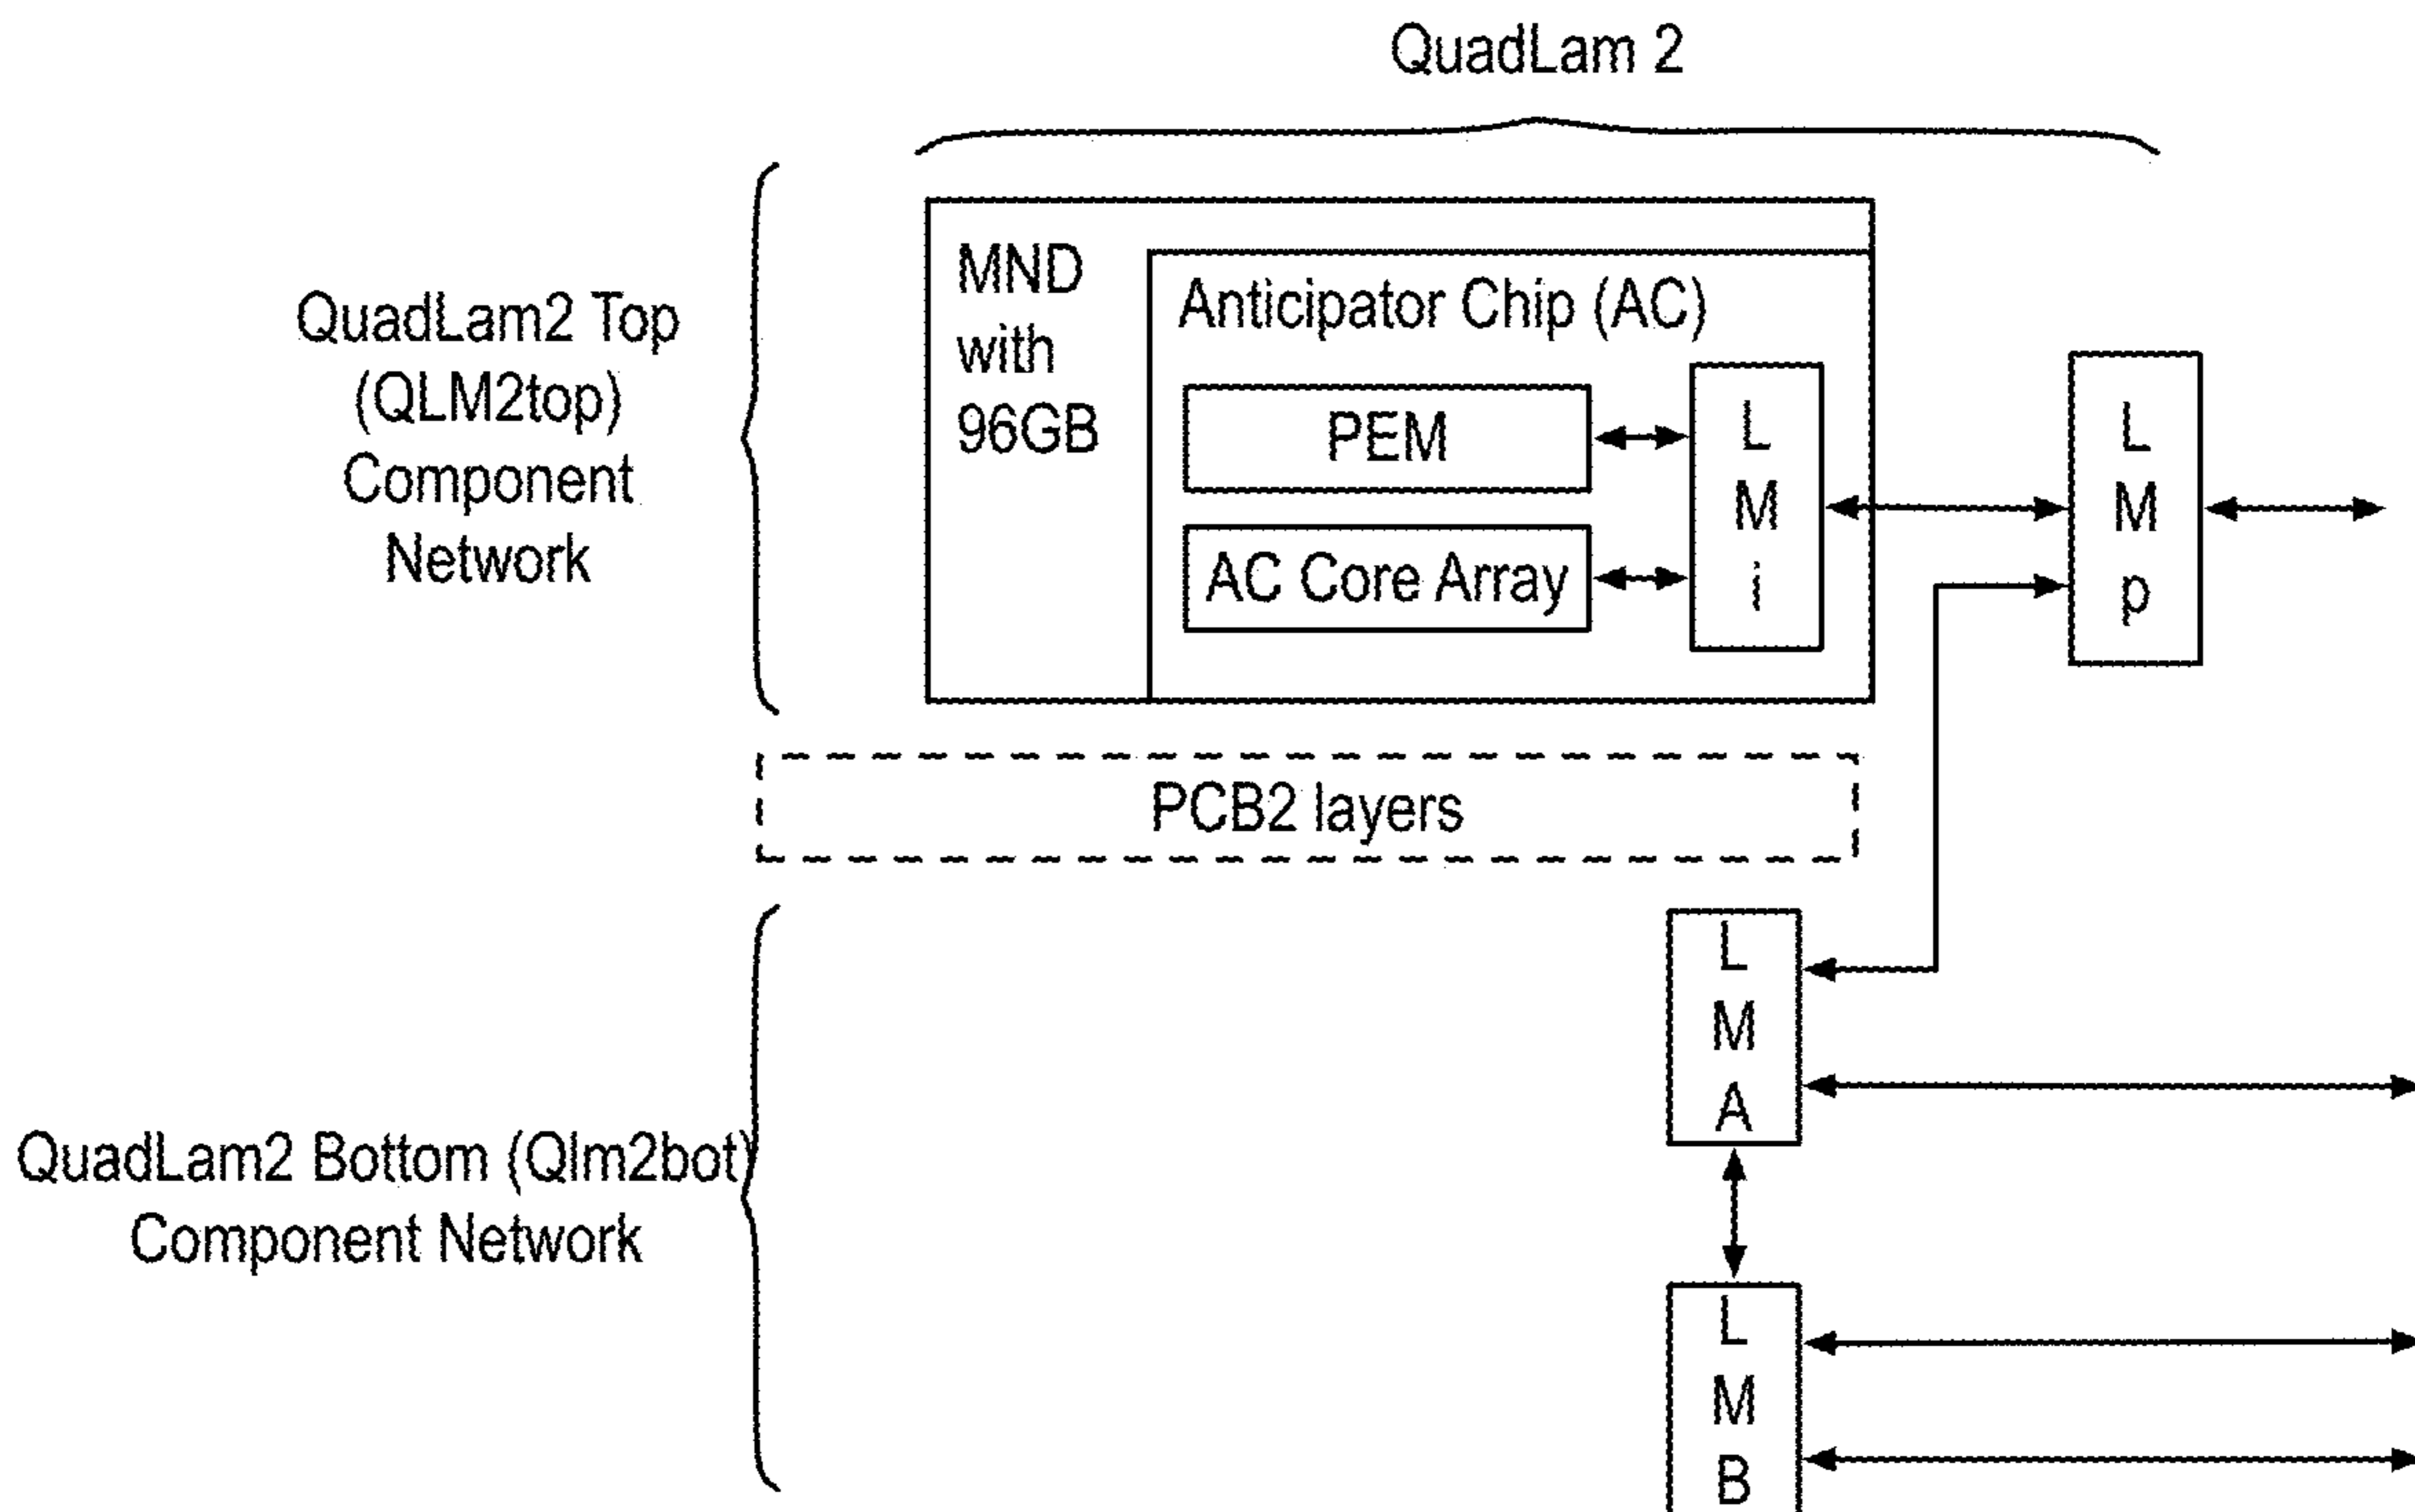 QuadLam 2
QuadLam2 Top
(QLM2top)
Component
Network
MND
with
96GB
Anticipator Chip (AC)
PEM
AC Core Array
L
M
i
L
M
p
PCB2 layers
QuadLam2 Bottom (Qlm2bot)
Component Network
L
M
A
L
M
B